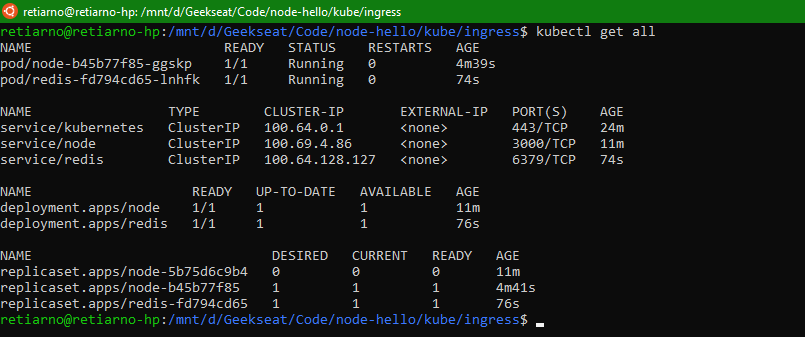 retiarno@retiarno-hp: /mnt/d/Geekseat/Code/node-hello/kube/ingress
retiarno@retiarno-hp:/mnt/d/Geekseat/Code/node-hello/kube/ingress$ kubectl get all
NAME READY STATUS RESTARTS AGE
pod/node-b45b77f85-ggskp 1/1 Running 0 4m39s
pod/redis-fd794cd65-lnhfk 1/1 Running 0 74s
NAME TYPE CLUSTER-IP EXTERNAL-IP PORT(S) AGE
service/kubernetes ClusterIP 100.64.0.1 <none> 443/TCP 24m
service/node ClusterIP 100.69.4.86 <none> 3000/TCP 11m
service/redis ClusterIP 100.64.128.127 <none> 6379/TCP 74s
NAME READY UP-TO-DATE AVAILABLE AGE
deployment.apps/node 1/1 1 1 11m
deployment.apps/redis 1/1 1 1 76s
NAME DESIRED CURRENT READY AGE
replicaset.apps/node-5b75d6c9b4 0 0 0 11m
replicaset.apps/node-b45b77f85 1 1 1 4m41s
replicaset.apps/redis-fd794cd65 1 1 1 76s
retiarno@retiarno-hp:/mnt/d/Geekseat/Code/node-hello/kube/ingress$